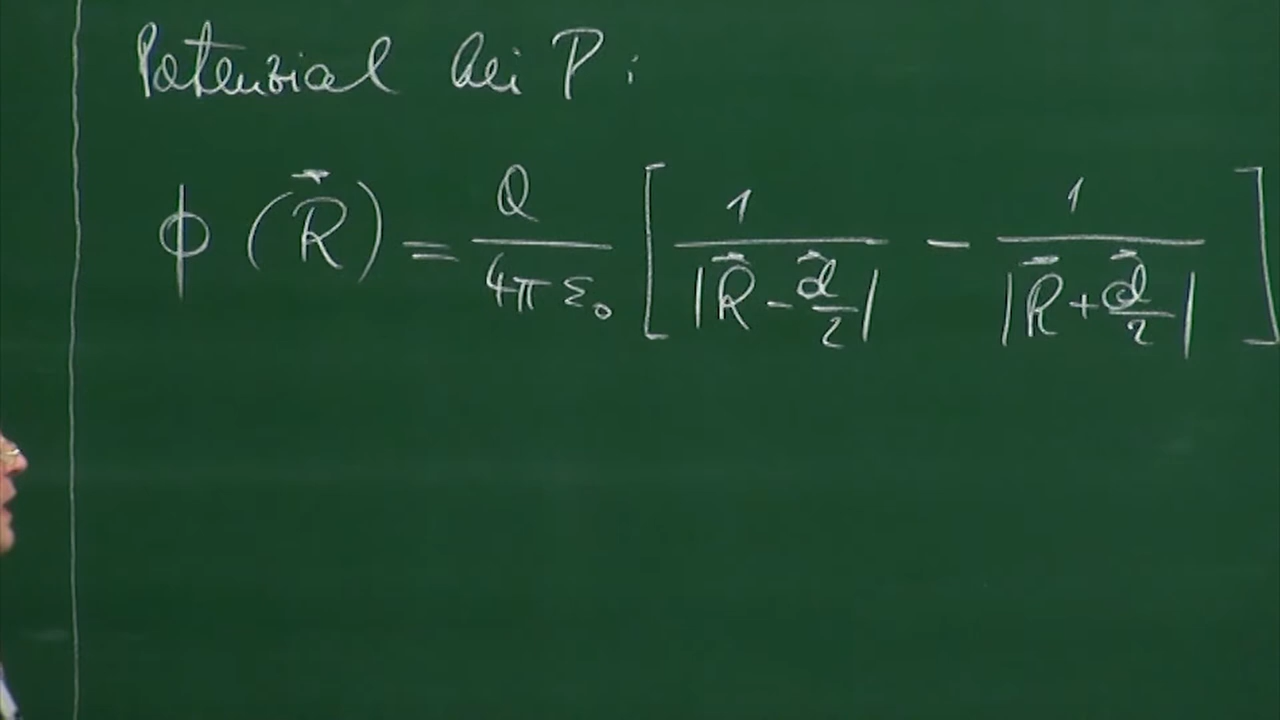 Potenzial bei P:
ϕ(R⃗) = Q/(4πε₀) [ 1/|R⃗ - d⃗/2| - 1/|R⃗ + d⃗/2| ]